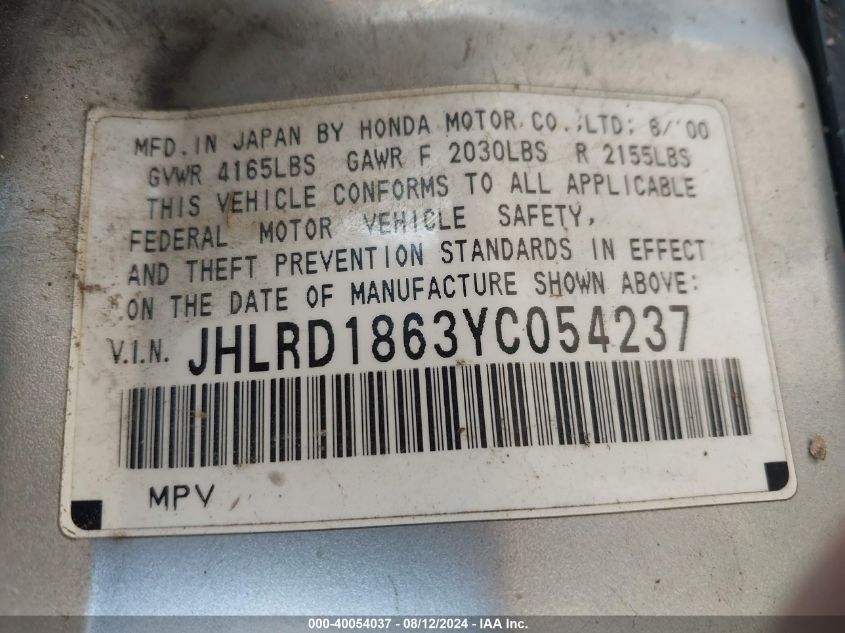 MFD. IN JAPAN BY HONDA MOTOR CO.,LTD: 8/'00
GVWR 4165LBS GAWR F 2030LBS R 2155LBS
THIS VEHICLE CONFORMS TO ALL APPLICABLE
FEDERAL MOTOR VEHICLE SAFETY,
AND THEFT PREVENTION STANDARDS IN EFFECT
ON THE DATE OF MANUFACTURE SHOWN ABOVE:
V.I.N. JHLRD1863YC054237
MPV
000-40054037 - 08/12/2024 - © IAA Inc.